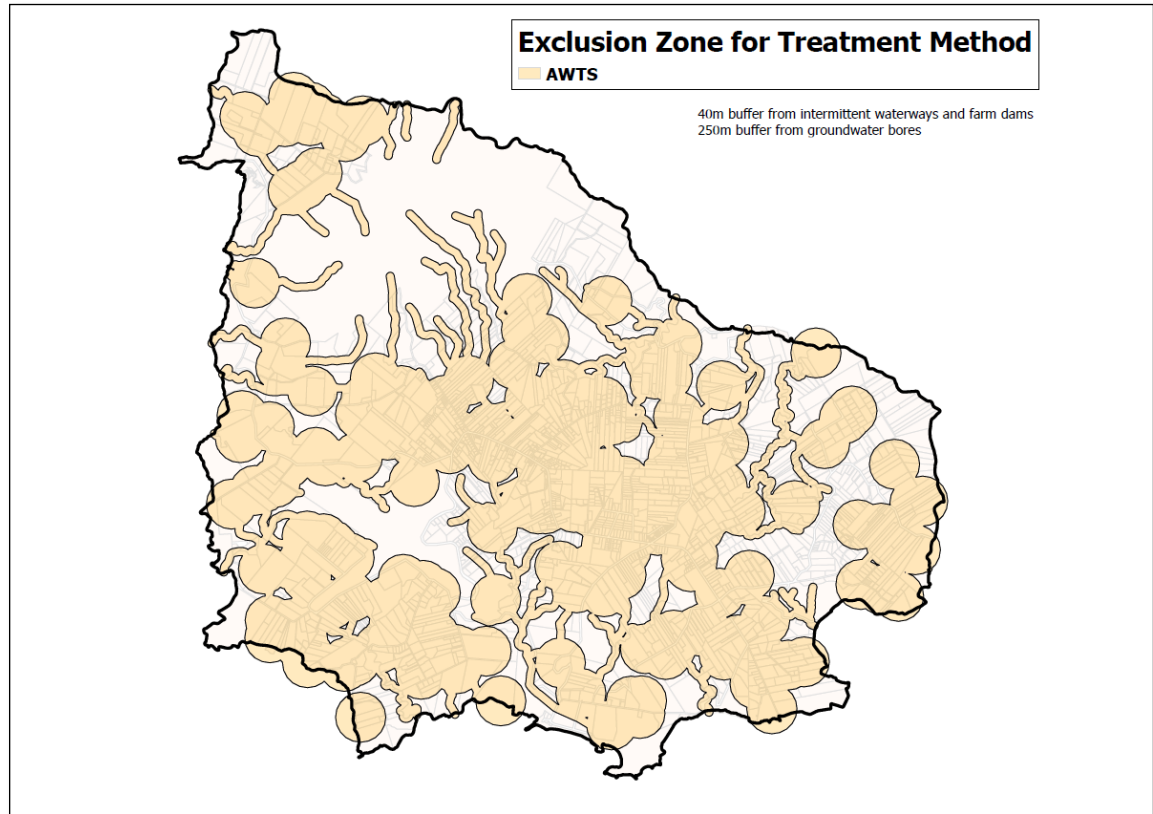 Exclusion Zone for Treatment Method
AWTS
40m buffer from intermittent waterways and farm dams
250m buffer from groundwater bores